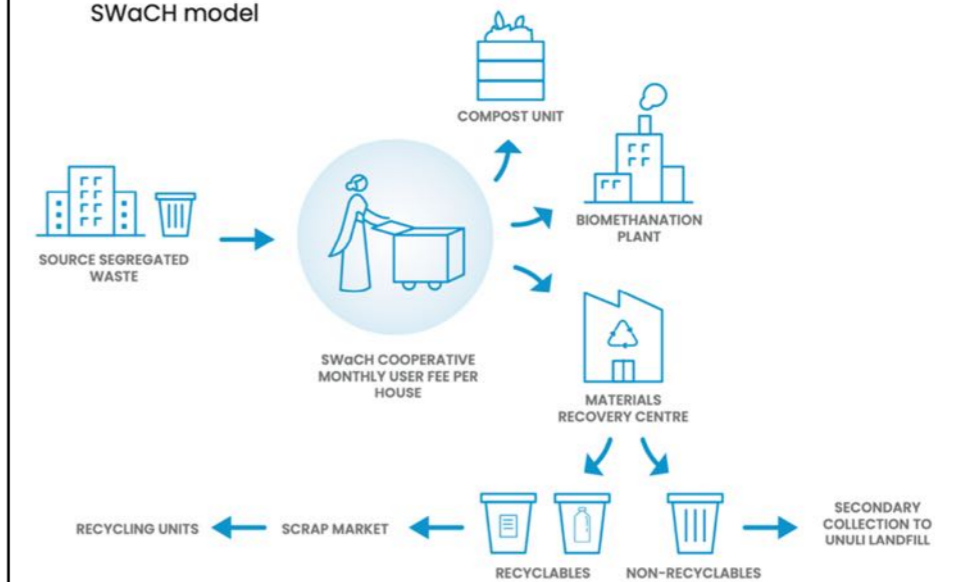 SWaCH model
COMPOST UNIT
BIOMETHANATION
PLANT
SOURCE SEGREGATED
WASTE
SWaCH COOPERATIVE
MONTHLY USER FEE PER
HOUSE
MATERIALS
RECOVERY CENTRE
RECYCLING UNITS
SCRAP MARKET
RECYCLABLES
NON-RECYCLABLES
SECONDARY
COLLECTION TO
UNULI LANDFILL